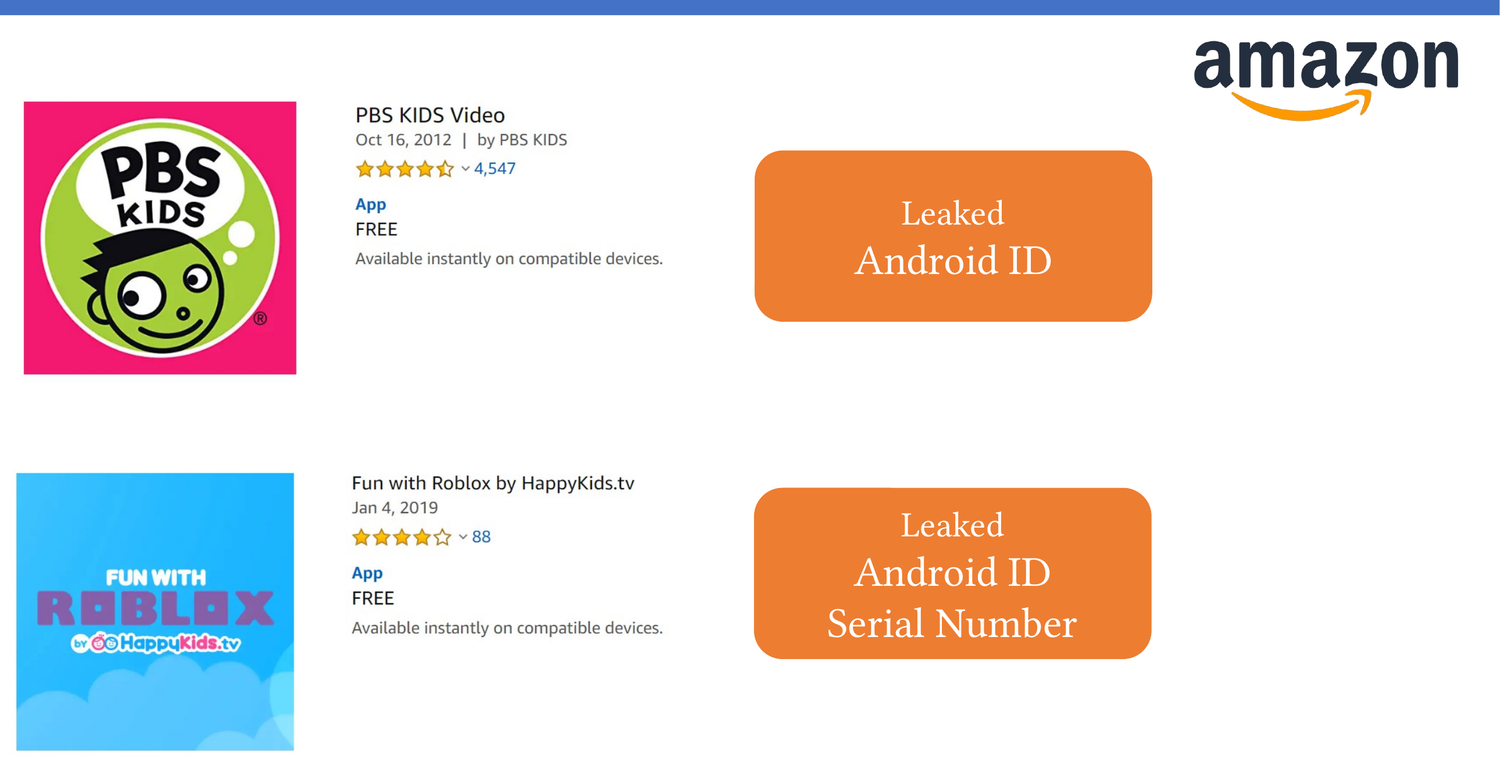 amazon
PBS
KIDS
®
PBS KIDS Video
Oct 16, 2012 | by PBS KIDS
4,547
App
FREE
Available instantly on compatible devices.
Leaked
Android ID
FUN WITH
ROBLOX
BY HappyKids.tv
Fun with Roblox by HappyKids.tv
Jan 4, 2019
88
App
FREE
Available instantly on compatible devices.
Leaked
Android ID
Serial Number